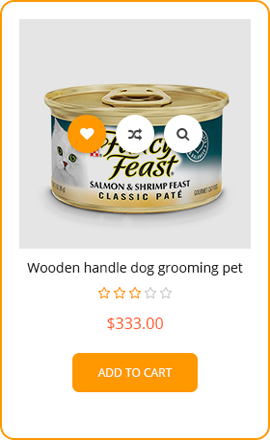 Fancy
Feast
SALMON & SHRIMP FEAST
CLASSIC PATÉ
Wooden handle dog grooming pet
$333.00
ADD TO CART